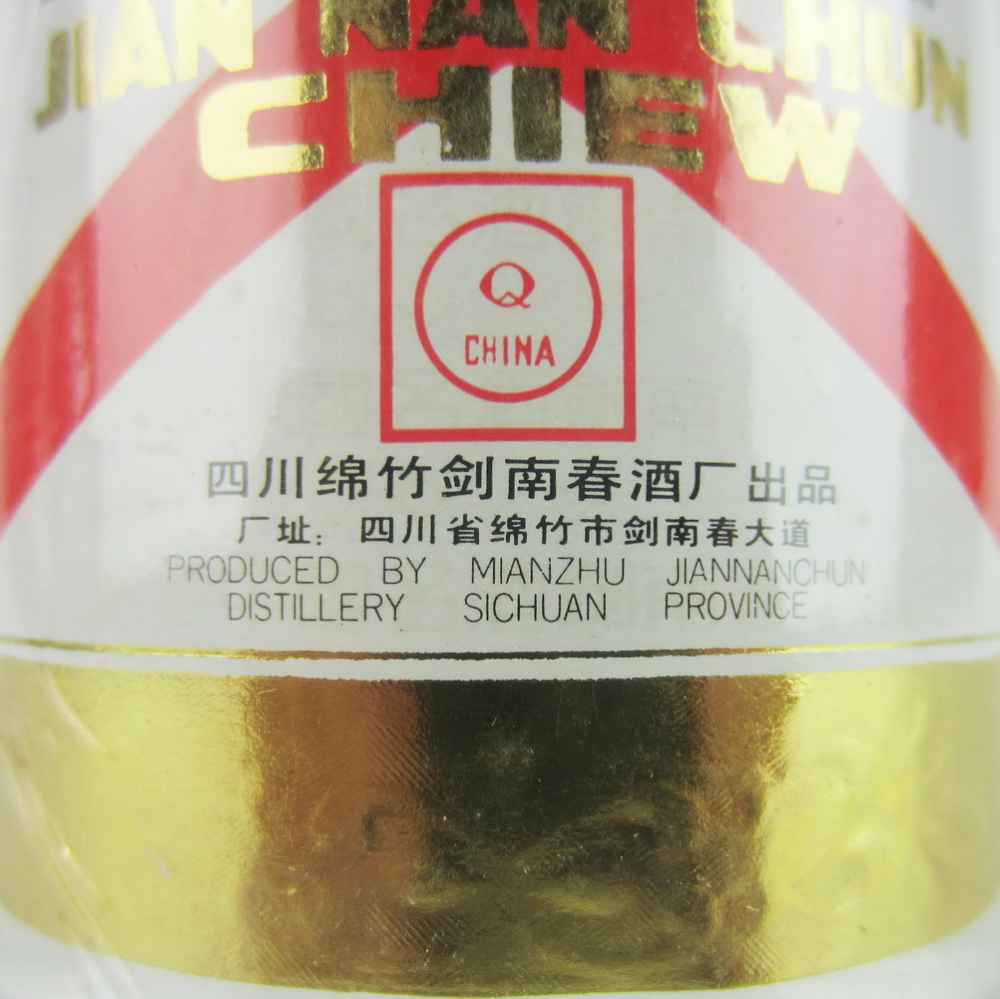 JIAN NAN CHUN
CHIEW
Q
CHINA
四川绵竹剑南春酒厂出品
厂址：四川省绵竹市剑南春大道
PRODUCED BY MIANZHU JIANNANCHUN
DISTILLERY SICHUAN PROVINCE